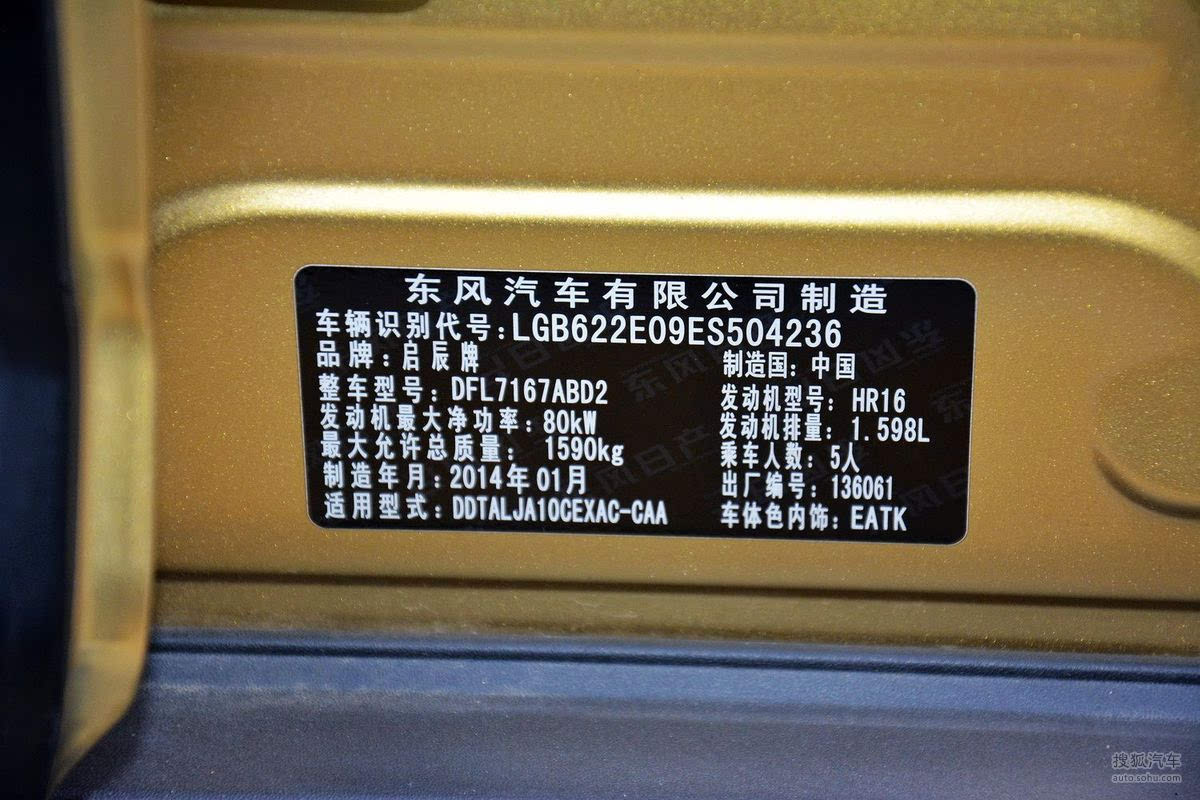 东风汽车有限公司制造
车辆识别代号:LGB622E09ES504236
品牌:启辰牌 制造国:中国
整车型号:DFL7167ABD2 发动机型号:HR16
发动机最大净功率:80kW 发动机排量:1.598L
最大允许总质量:1590kg 乘车人数:5人
制造年月:2014年01月 出厂编号:136061
适用型式:DDTALJA10CEXAC-CAA 车体色内饰:EATK
搜狐汽车
auto.sohu.com